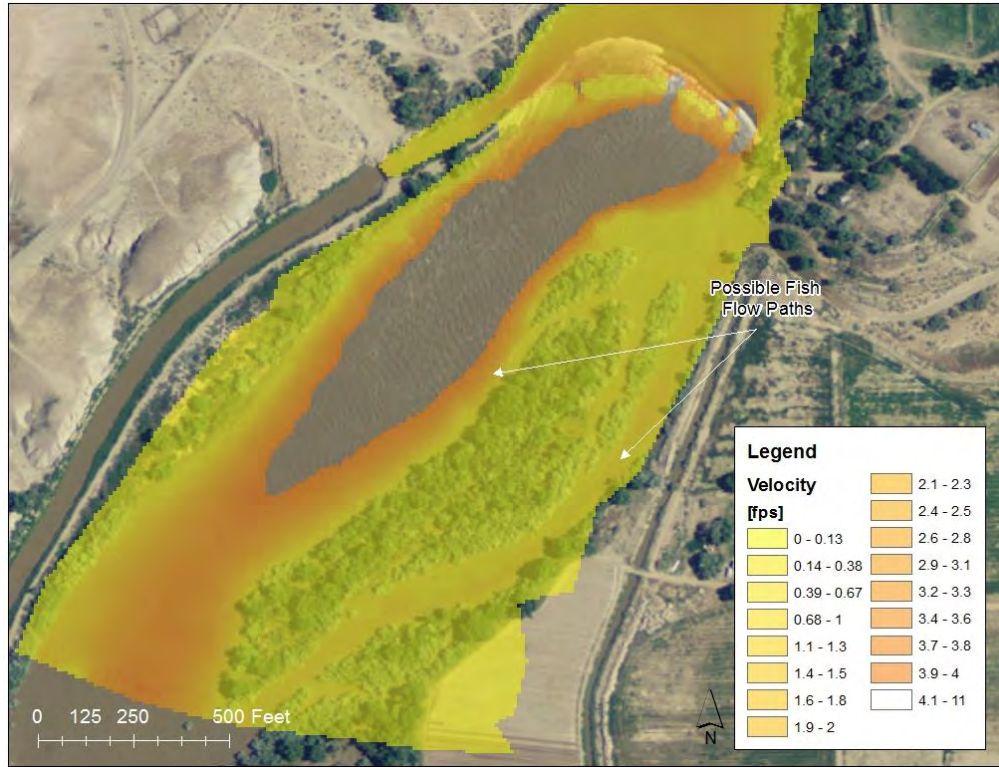 Possible Fish
Flow Paths
Legend
Velocity
[fps]
0 - 0.13
0.14 - 0.38
0.39 - 0.67
0.68 - 1
1.1 - 1.3
1.4 - 1.5
1.6 - 1.8
1.9 - 2
2.1 - 2.3
2.4 - 2.5
2.6 - 2.8
2.9 - 3.1
3.2 - 3.3
3.4 - 3.6
3.7 - 3.8
3.9 - 4
4.1 - 11
0 125 250 500 Feet
N